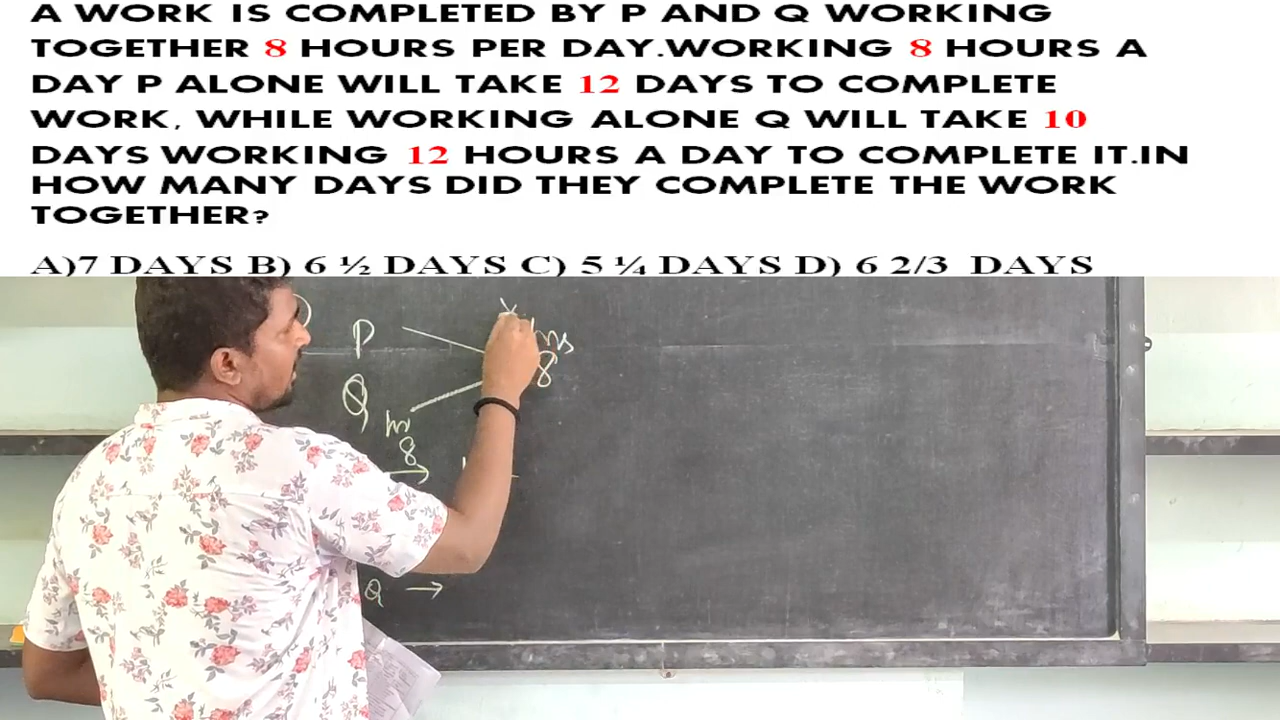 A WORK IS COMPLETED BY P AND Q WORKING
TOGETHER 8 HOURS PER DAY.WORKING 8 HOURS A
DAY P ALONE WILL TAKE 12 DAYS TO COMPLETE
WORK, WHILE WORKING ALONE Q WILL TAKE 10
DAYS WORKING 12 HOURS A DAY TO COMPLETE IT.IN
HOW MANY DAYS DID THEY COMPLETE THE WORK
TOGETHER?
A)7 DAYS B) 6 ½ DAYS C) 5 ¼ DAYS D) 6 2/3 DAYS
P
8
Q
8
Q →